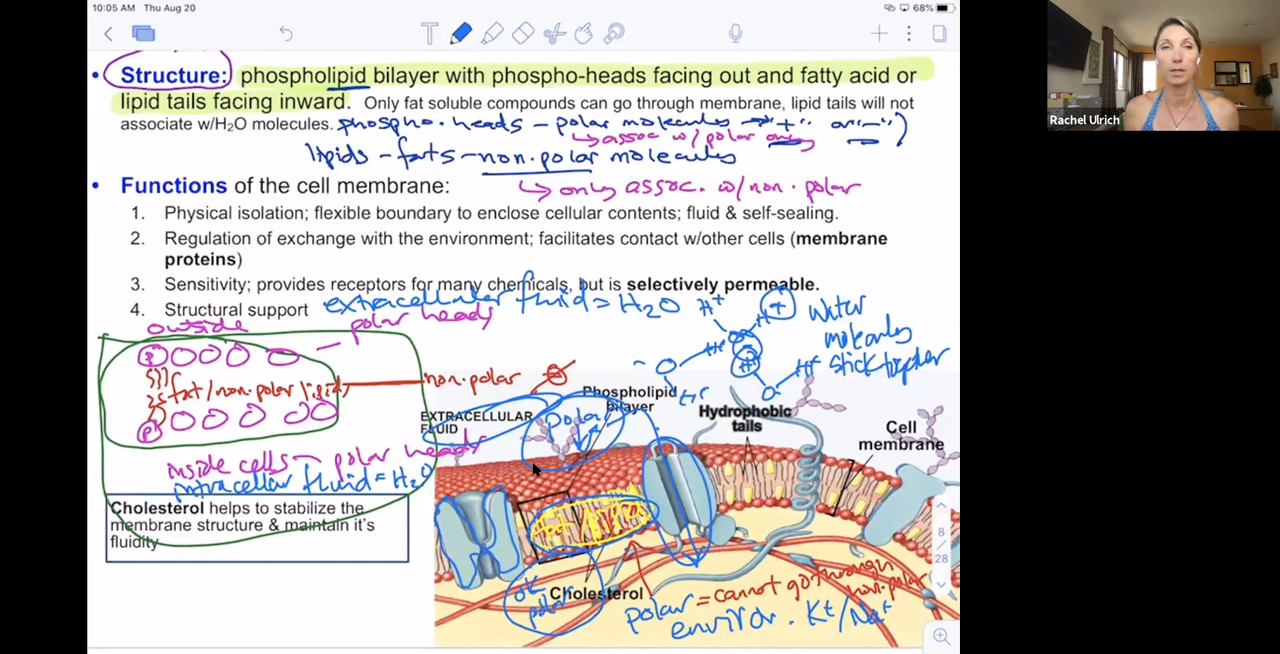 10:05 AM Thu Aug 20
68%
T
• Structure: phospholipid bilayer with phospho-heads facing out and fatty acid or
lipid tails facing inward. Only fat soluble compounds can go through membrane, lipid tails will not
associate w/H2O molecules. phospho-heads - polar molecules
assoc w/ polar only
lipids - fats - non-polar molecules
• Functions of the cell membrane:
only assoc. w/ non-polar
1. Physical isolation; flexible boundary to enclose cellular contents; fluid & self-sealing.
2. Regulation of exchange with the environment; facilitates contact w/other cells (membrane
proteins)
3. Sensitivity; provides receptors for many chemicals, but is selectively permeable.
4. Structural support
extracellular fluid = H2O
outside
polar heads
fat/non-polar lipid
non-polar
inside cells - polar heads
intracellar fluid = H2O
Cholesterol helps to stabilize the
membrane structure & maintain it's
fluidity
water
molecules
stick together
EXTRACELLULAR
FLUID
Phospholipid
bilayer
polar
Hydrophobic
tails
Cell
membrane
Cholesterol
polar
polar = cannot go through
non-polar
environ. K+/Na+
8
28
Rachel Ulrich